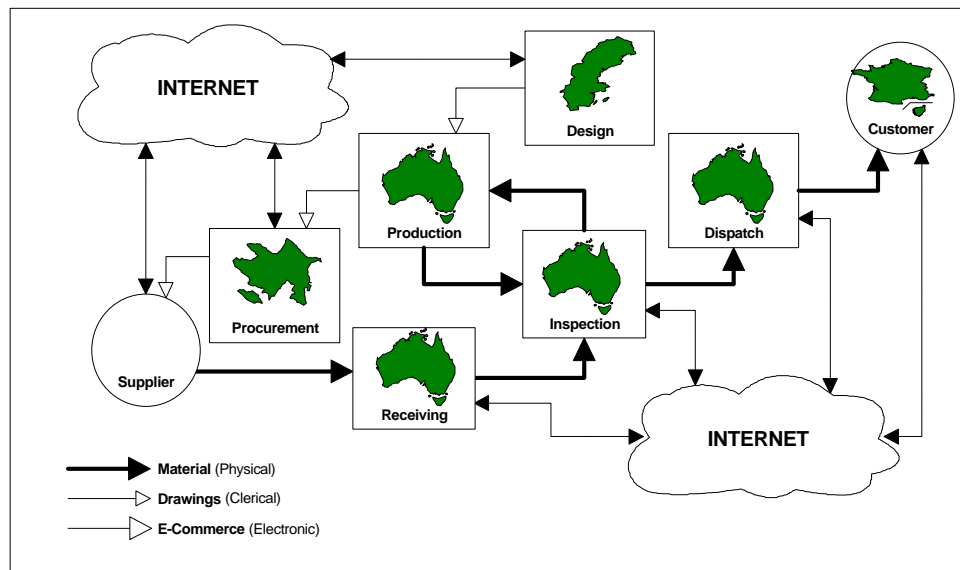 INTERNET
Design
Customer
Production
Dispatch
Procurement
Inspection
Supplier
Receiving
INTERNET
Material (Physical)
Drawings (Clerical)
E-Commerce (Electronic)